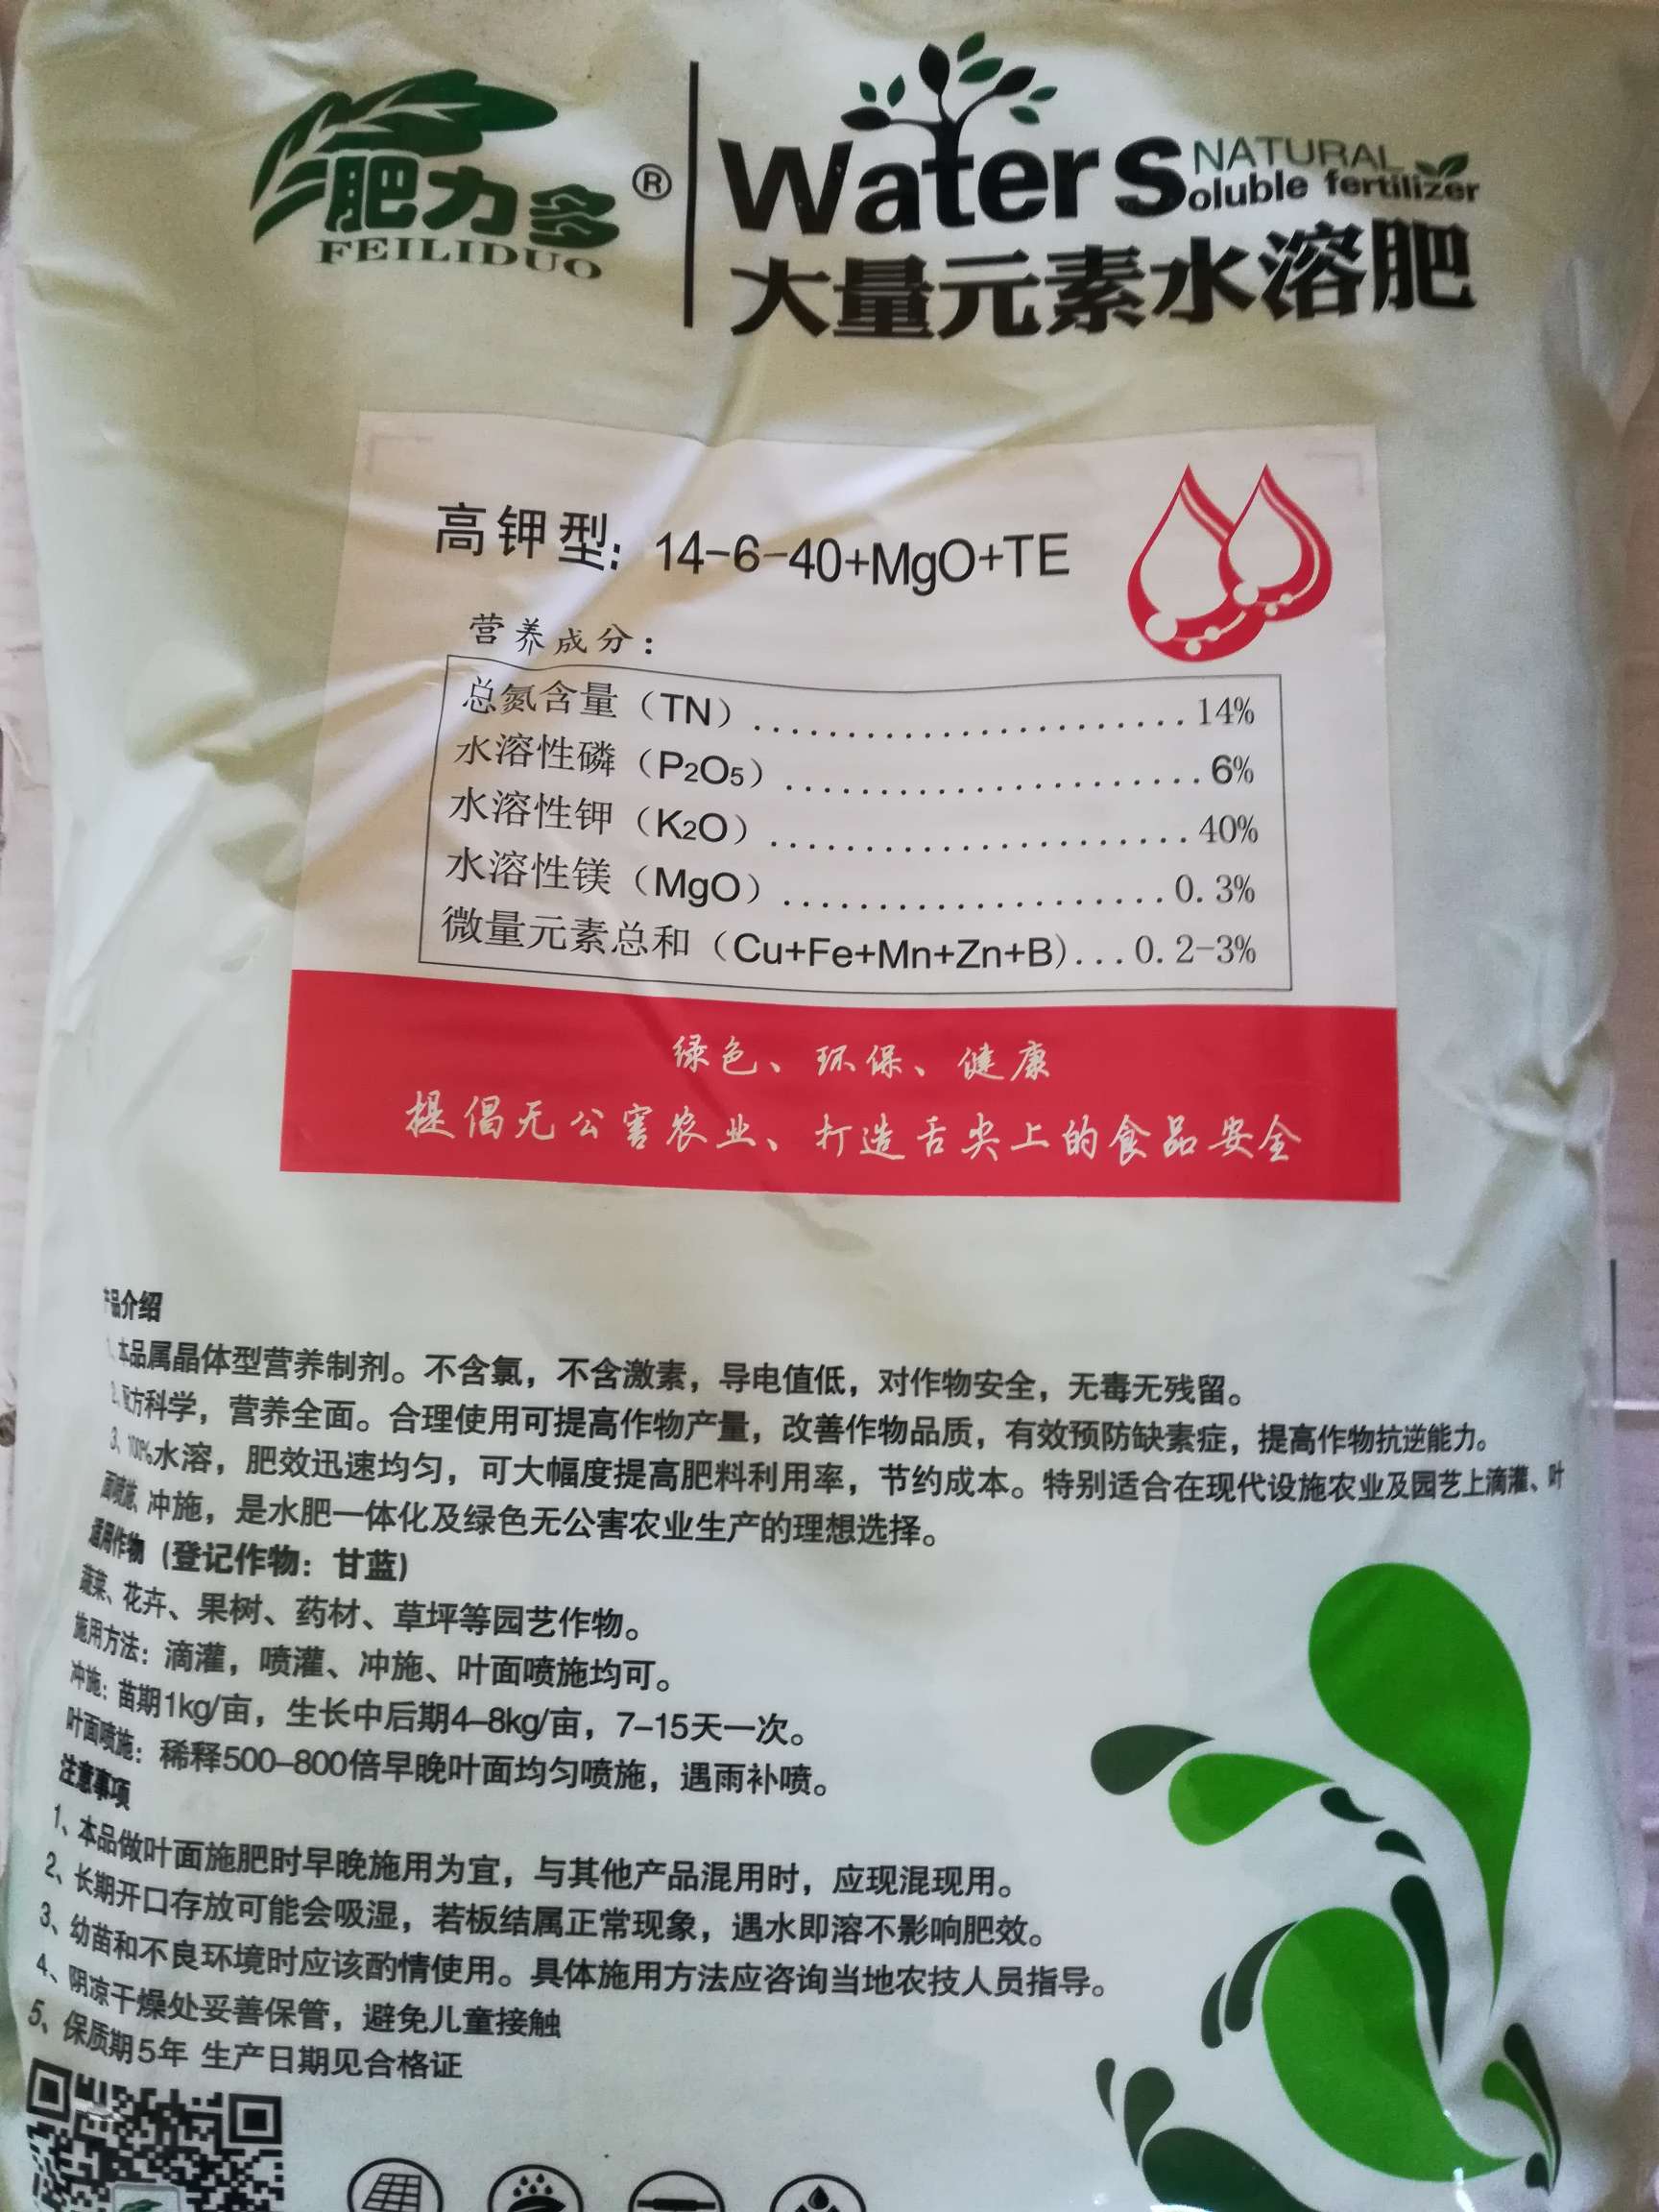 肥力多®
FEILIDUO
Water Soluble fertilizer
NATURAL
大量元素水溶肥
高钾型：14-6-40+MgO+TE
营养成分：
总氮含量（TN）........................14%
水溶性磷（P2O5）........................6%
水溶性钾（K2O）........................40%
水溶性镁（MgO）.....................0.3%
微量元素总和（Cu+Fe+Mn+Zn+B)...0.2-3%
绿色、环保、健康
提倡无公害农业、打造舌尖上的食品安全
产品介绍
1、本品属晶体型营养制剂。不含氯，不含激素，导电值低，对作物安全，无毒无残留。
2、配方科学，营养全面。合理使用可提高作物产量，改善作物品质，有效预防缺素症，提高作物抗逆能力。
3、100%水溶，肥效迅速均匀，可大幅度提高肥料利用率，节约成本。特别适合在现代设施农业及园艺上滴灌、叶
面喷施、冲施，是水肥一体化及绿色无公害农业生产的理想选择。
适用作物（登记作物：甘蓝）
蔬菜、花卉、果树、药材、草坪等园艺作物。
施用方法：滴灌，喷灌、冲施、叶面喷施均可。
冲施：苗期1kg/亩，生长中后期4-8kg/亩，7-15天一次。
叶面喷施：稀释500-800倍早晚叶面均匀喷施，遇雨补喷。
注意事项
1、本品做叶面施肥时早晚施用为宜，与其他产品混用时，应现混现用。
2、长期开口存放可能会吸湿，若板结属正常现象，遇水即溶不影响肥效。
3、幼苗和不良环境时应该酌情使用。具体施用方法应咨询当地农技人员指导。
4、阴凉干燥处妥善保管，避免儿童接触
5、保质期5年 生产日期见合格证